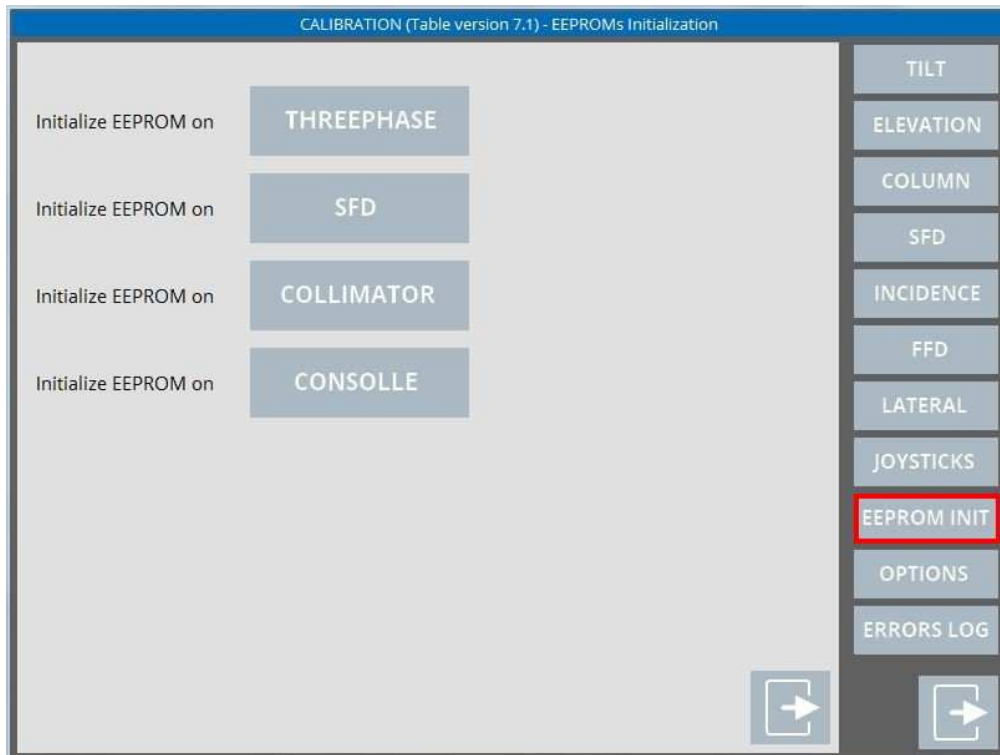 CALIBRATION (Table version 7.1) - EEPROMs Initialization
Initialize EEPROM on THREEPHASE
Initialize EEPROM on SFD
Initialize EEPROM on COLLIMATOR
Initialize EEPROM on CONSOLLE
TILT
ELEVATION
COLUMN
SFD
INCIDENCE
FFD
LATERAL
JOYSTICKS
EEPROM INIT
OPTIONS
ERRORS LOG